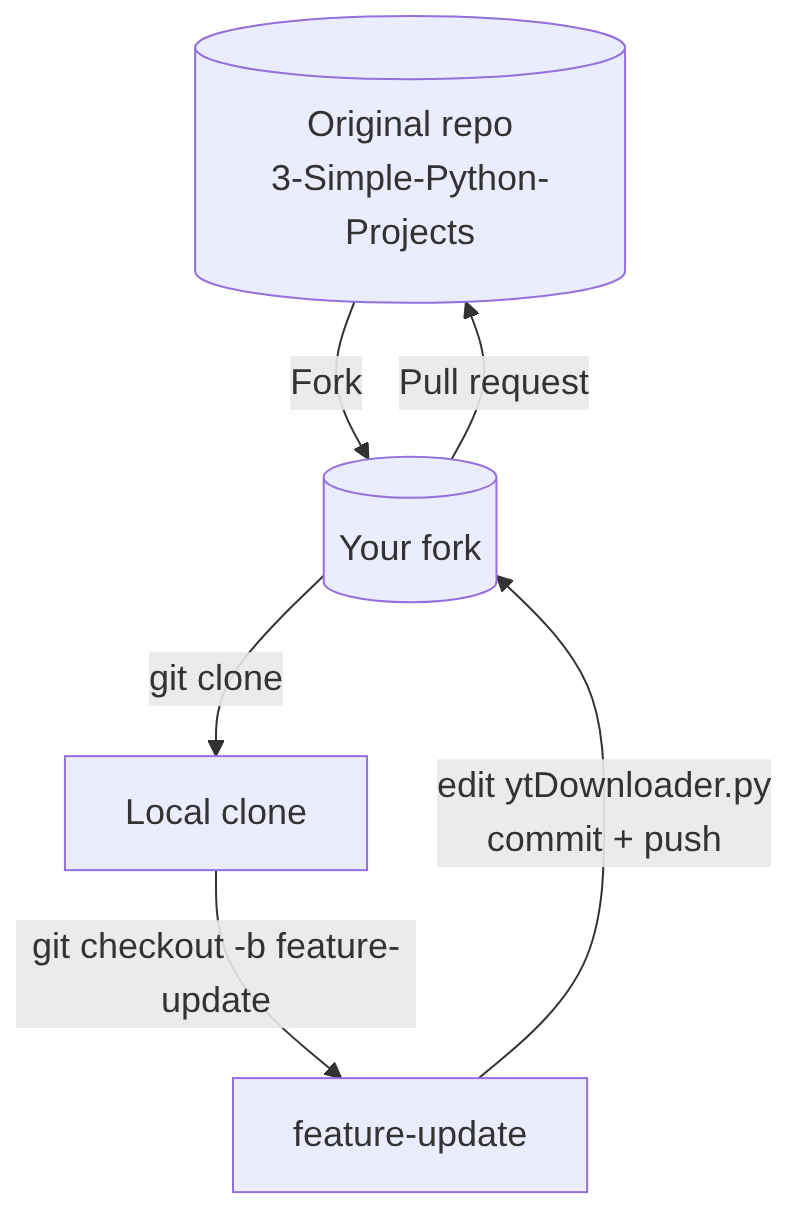 Original repo
3-Simple-Python-
Projects
Fork
Pull request
Your fork
git clone
Local clone
edit ytDownloader.py
commit + push
git checkout -b feature-
update
feature-update